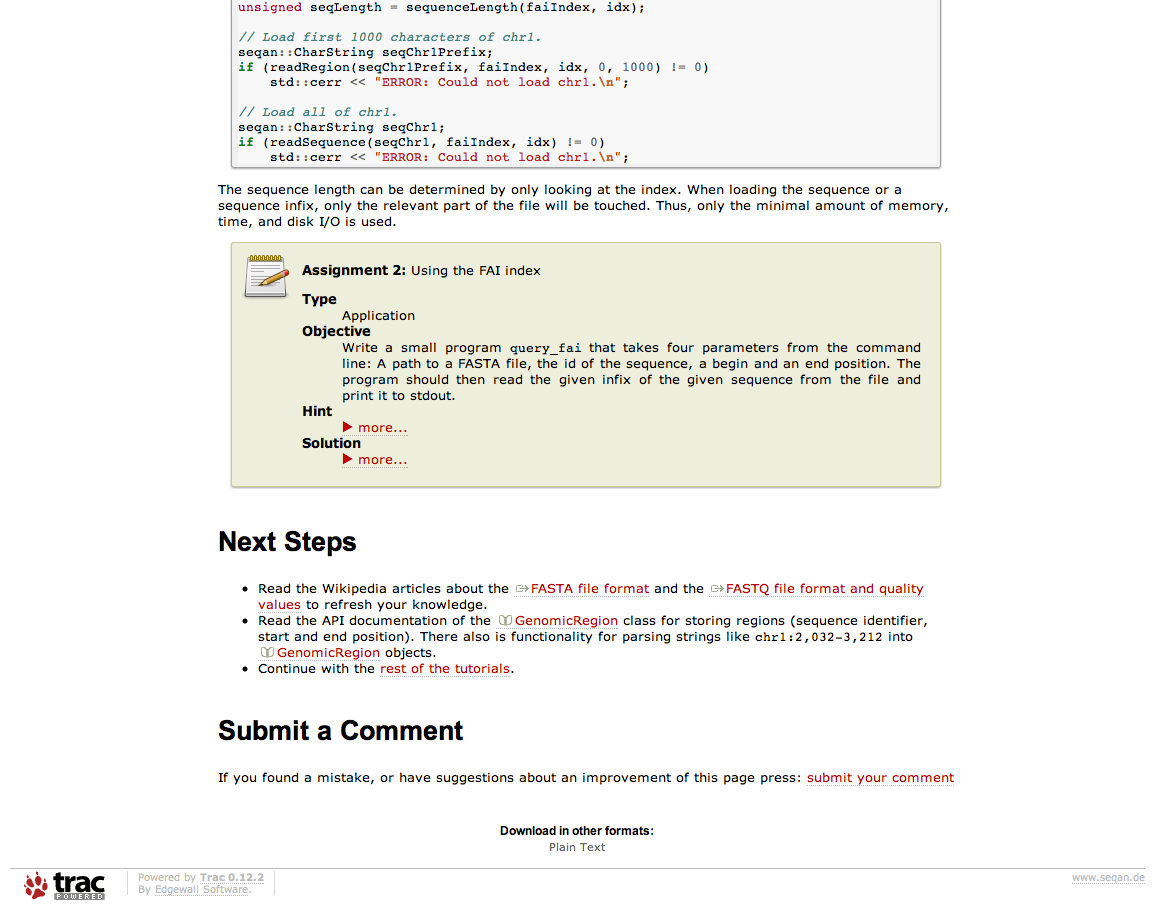 unsigned seqLength = sequenceLength(faiIndex, idx);
// Load first 1000 characters of chr1.
seqan::CharString seqChr1Prefix;
if (readRegion(seqChr1Prefix, faiIndex, idx, 0, 1000) != 0)
    std::cerr << "ERROR: Could not load chr1.\n";
// Load all of chr1.
seqan::CharString seqChr1;
if (readSequence(seqChr1, faiIndex, idx) != 0)
    std::cerr << "ERROR: Could not load chr1.\n";
The sequence length can be determined by only looking at the index. When loading the sequence or a
sequence infix, only the relevant part of the file will be touched. Thus, only the minimal amount of memory,
time, and disk I/O is used.
Assignment 2: Using the FAI index
Type
Application
Objective
Write a small program query_fai that takes four parameters from the command
line: A path to a FASTA file, the id of the sequence, a begin and an end position. The
program should then read the given infix of the given sequence from the file and
print it to stdout.
Hint
▶ more...
Solution
▶ more...
Next Steps
• Read the Wikipedia articles about the FASTA file format and the FASTQ file format and quality
values to refresh your knowledge.
• Read the API documentation of the GenomicRegion class for storing regions (sequence identifier,
start and end position). There also is functionality for parsing strings like chr1:2,032-3,212 into
GenomicRegion objects.
• Continue with the rest of the tutorials.
Submit a Comment
If you found a mistake, or have suggestions about an improvement of this page press: submit your comment
Download in other formats:
Plain Text
trac
POWERED
Powered by Trac 0.12.2
By Edgewall Software.
www.seqan.de